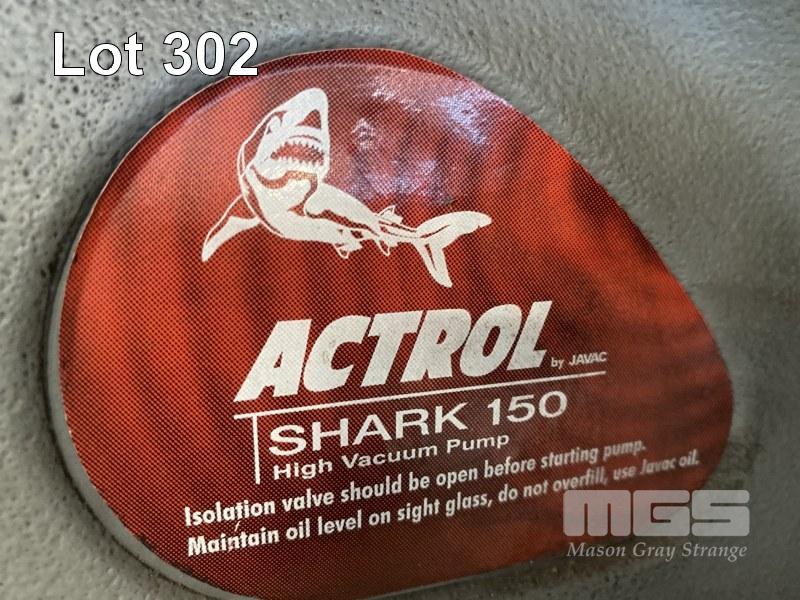 Lot 302
ACTROL by JAVAC
SHARK 150
High Vacuum Pump
Isolation valve should be open before starting pump.
Maintain oil level on sight glass, do not overfill, use Javac oil.
MGS
Mason Gray Strange